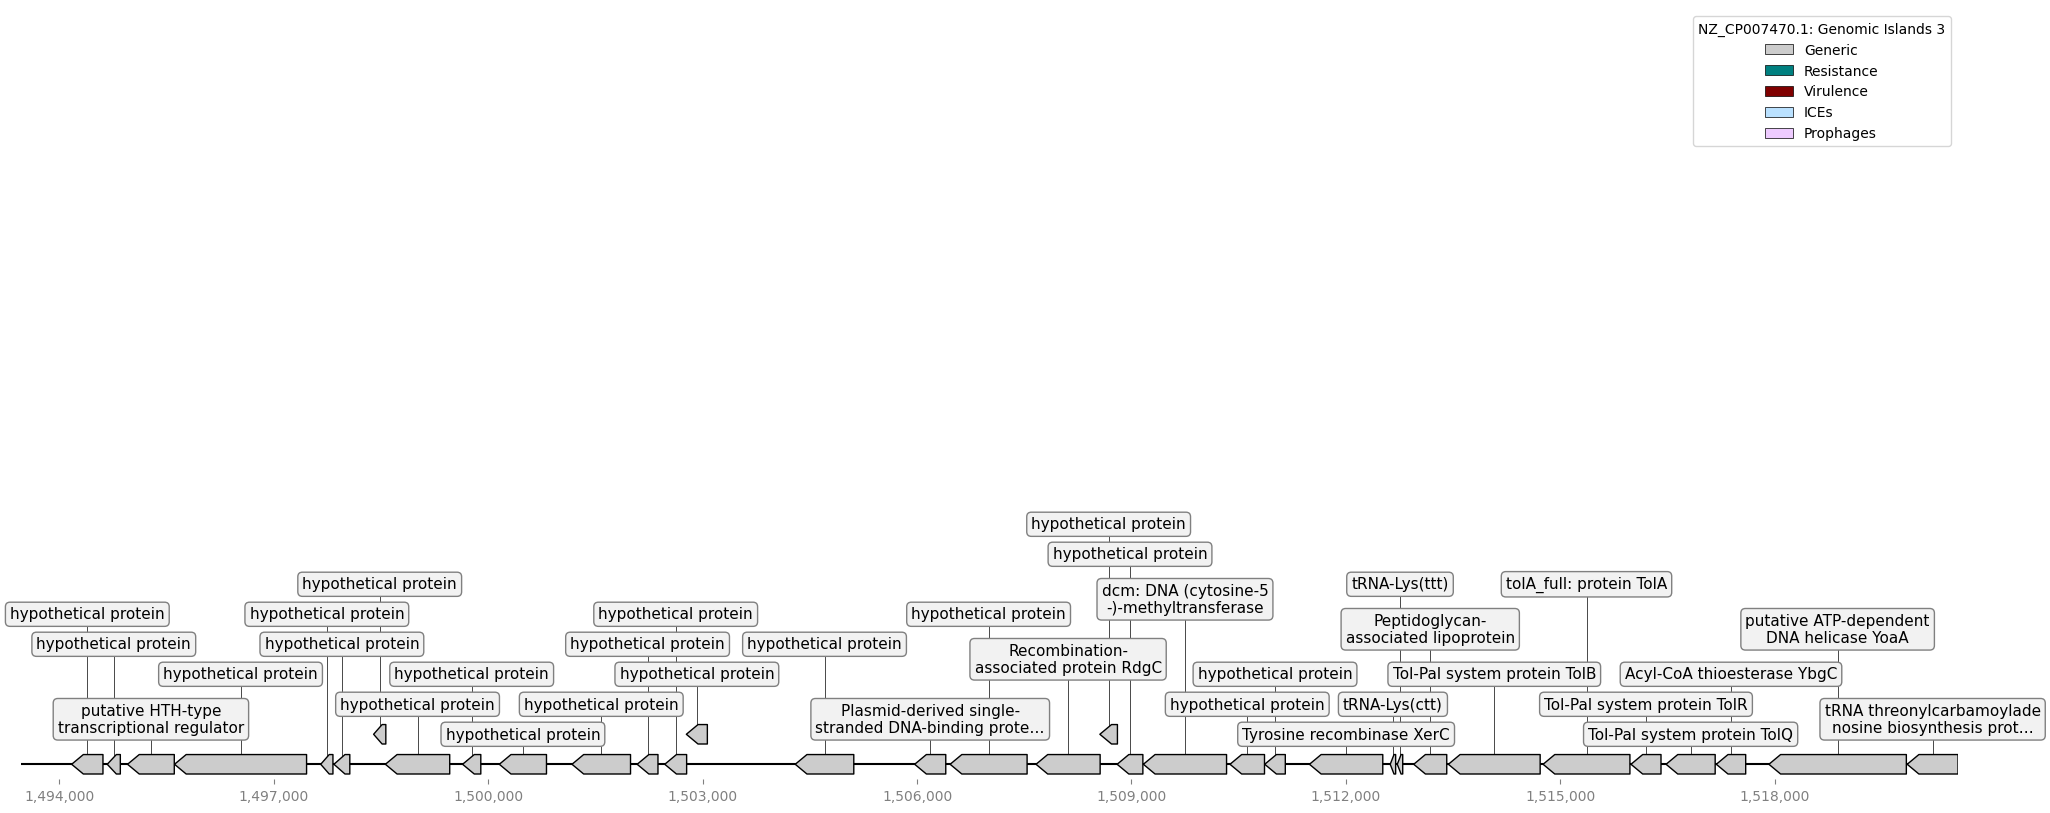 NZ_CP007470.1: Genomic Islands 3
Generic
Resistance
Virulence
ICEs
Prophages
hypothetical protein
hypothetical protein
hypothetical protein
tRNA-Lys(ttt)
tolA_full: protein TolA
dcm: DNA (cytosine-5
-)-methyltransferase
hypothetical protein
hypothetical protein
hypothetical protein
hypothetical protein
Peptidoglycan-
associated lipoprotein
putative ATP-dependent
DNA helicase YoaA
hypothetical protein
hypothetical protein
hypothetical protein
hypothetical protein
Recombination-
associated protein RdgC
hypothetical protein
hypothetical protein
hypothetical protein
hypothetical protein
Tol-Pal system protein TolB
Acyl-CoA thioesterase YbgC
putative HTH-type
transcriptional regulator
hypothetical protein
hypothetical protein
Plasmid-derived single-
stranded DNA-binding prote...
hypothetical protein
tRNA-Lys(ctt)
Tol-Pal system protein TolR
tRNA threonylcarbamoylade
nosine biosynthesis prot...
hypothetical protein
Tyrosine recombinase XerC
Tol-Pal system protein TolQ
1,494,000
1,497,000
1,500,000
1,503,000
1,506,000
1,509,000
1,512,000
1,515,000
1,518,000